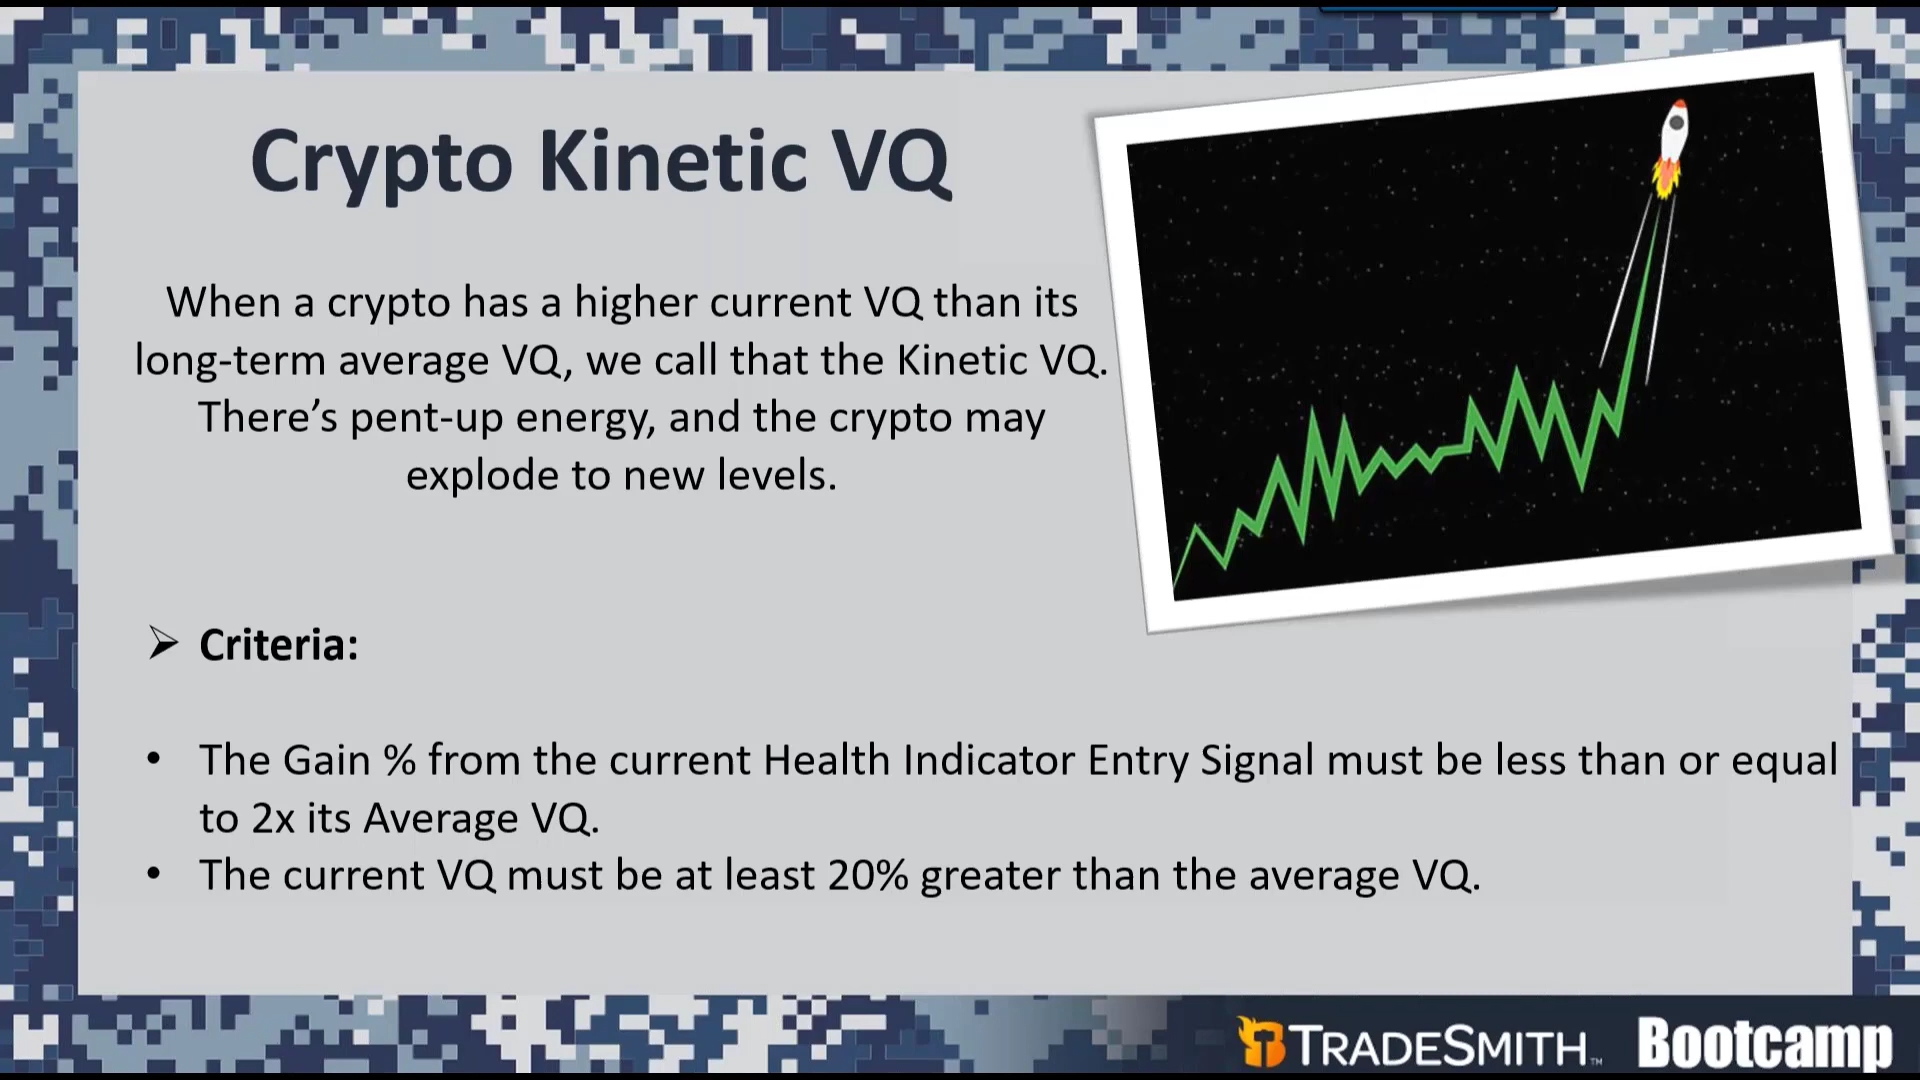 Crypto Kinetic VQ
When a crypto has a higher current VQ than its
long-term average VQ, we call that the Kinetic VQ.
There’s pent-up energy, and the crypto may
explode to new levels.
➢ Criteria:
• The Gain % from the current Health Indicator Entry Signal must be less than or equal
to 2x its Average VQ.
• The current VQ must be at least 20% greater than the average VQ.
TRADESMITH™ Bootcamp